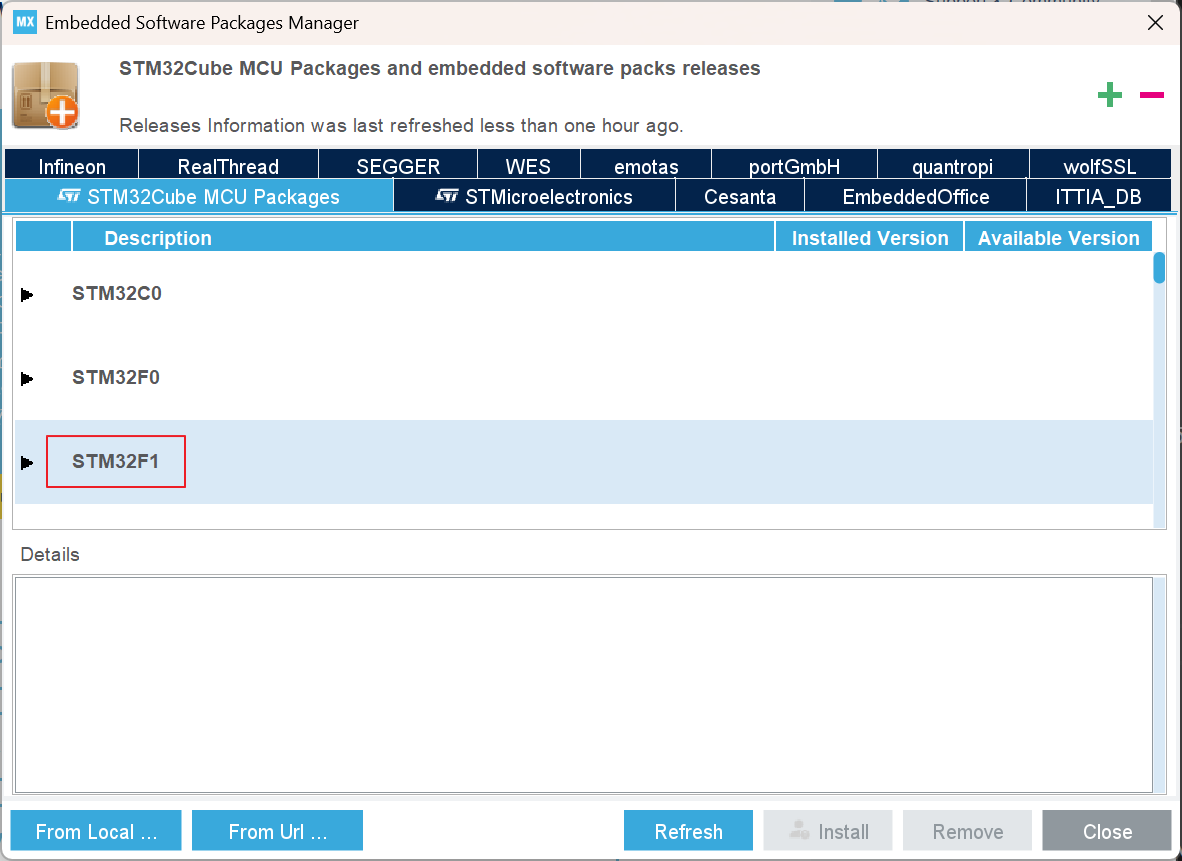 MX Embedded Software Packages Manager
STM32Cube MCU Packages and embedded software packs releases
Releases Information was last refreshed less than one hour ago.
Infineon RealThread SEGGER WES emotas portGmbH quantropi wolfSSL
STM32Cube MCU Packages STMicroelectronics Cesanta EmbeddedOffice ITTIA_DB
Description Installed Version Available Version
STM32C0
STM32F0
STM32F1
Details
From Local ... From Url ... Refresh Install Remove Close